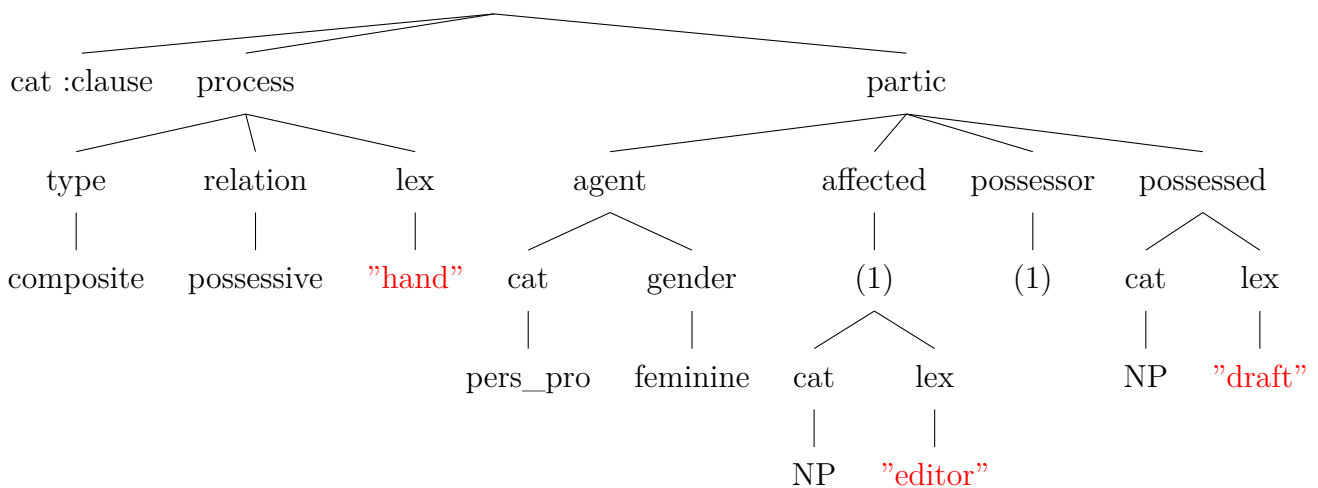 cat :clause process partic
type relation lex agent affected possessor possessed
composite possessive ”hand” cat gender (1) (1) cat lex
pers_pro feminine cat lex NP ”draft”
NP ”editor”